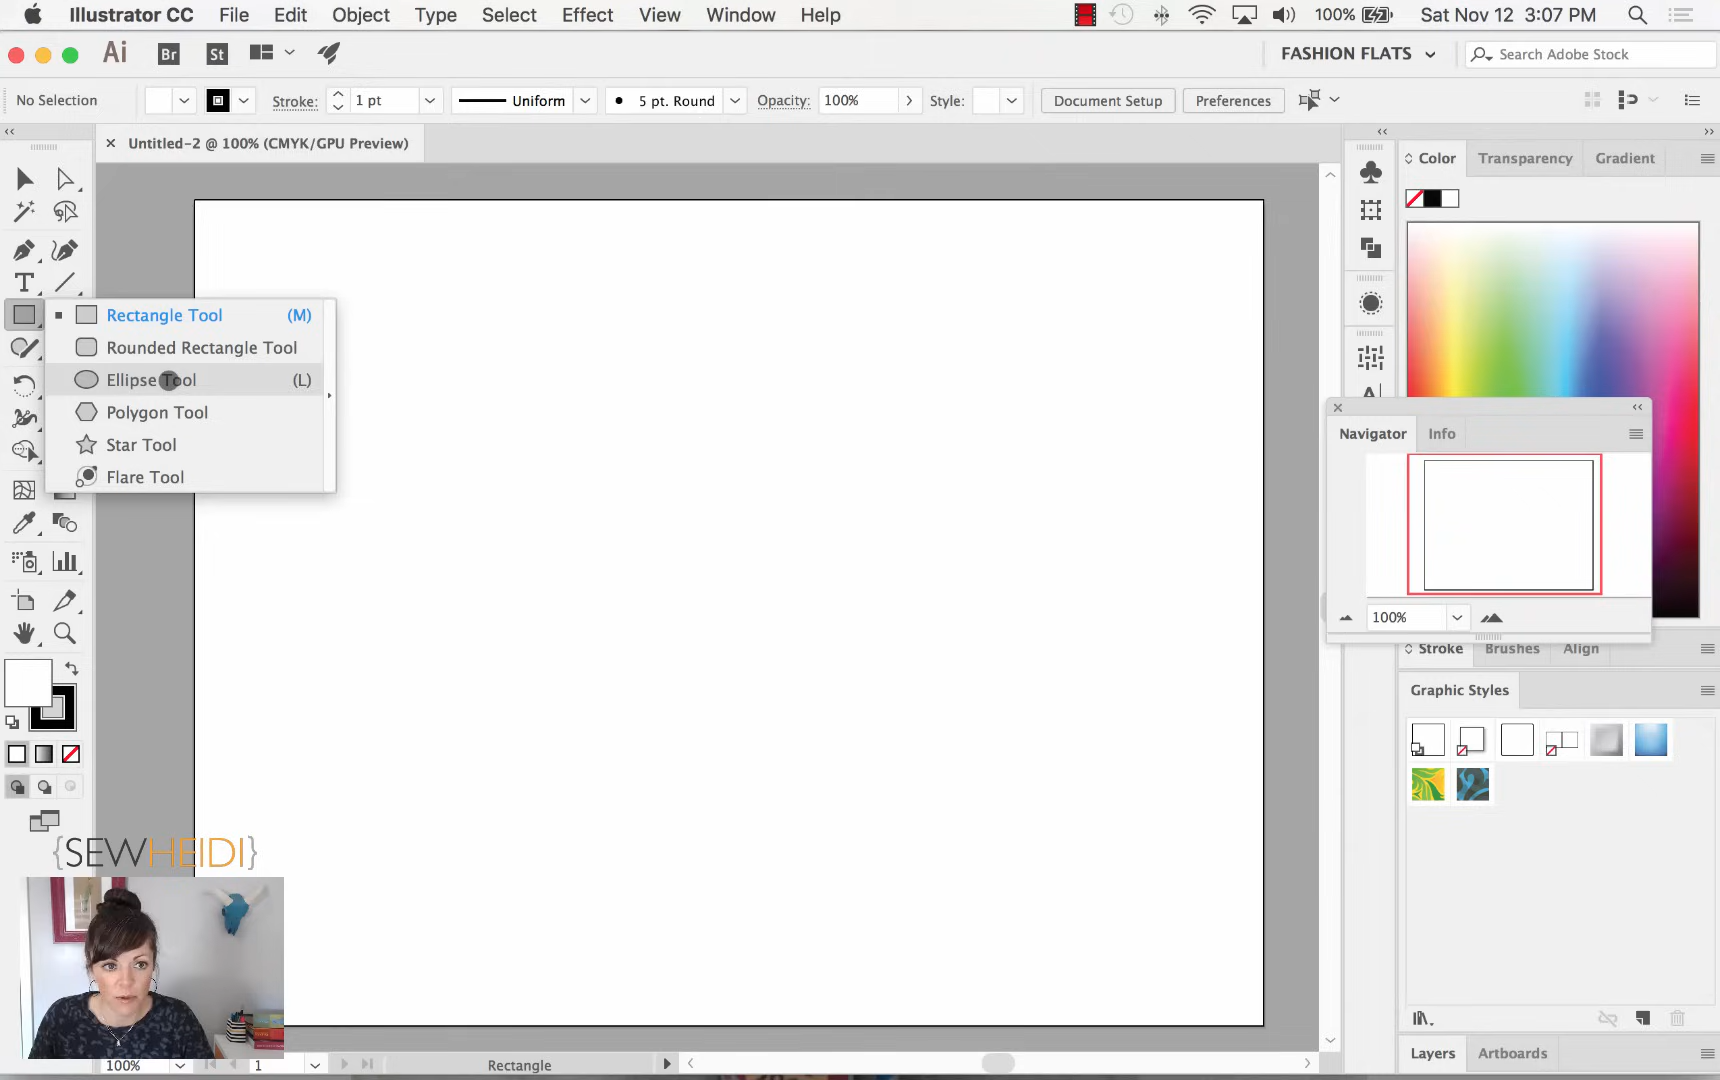 Illustrator CC File Edit Object Type Select Effect View Window Help 100% Sat Nov 12 3:07 PM
Ai Br St FASHION FLATS Search Adobe Stock
No Selection Stroke: 1 pt Uniform 5 pt. Round Opacity: 100% Style: Document Setup Preferences
Untitled-2 @ 100% (CMYK/GPU Preview)
Color Transparency Gradient
Rectangle Tool (M)
Rounded Rectangle Tool
Ellipse Tool (L)
Polygon Tool
Star Tool
Flare Tool
Navigator Info
100%
Stroke Brushes Align
Graphic Styles
{SEWHEIDI}
Layers Artboards
100% 1 Rectangle